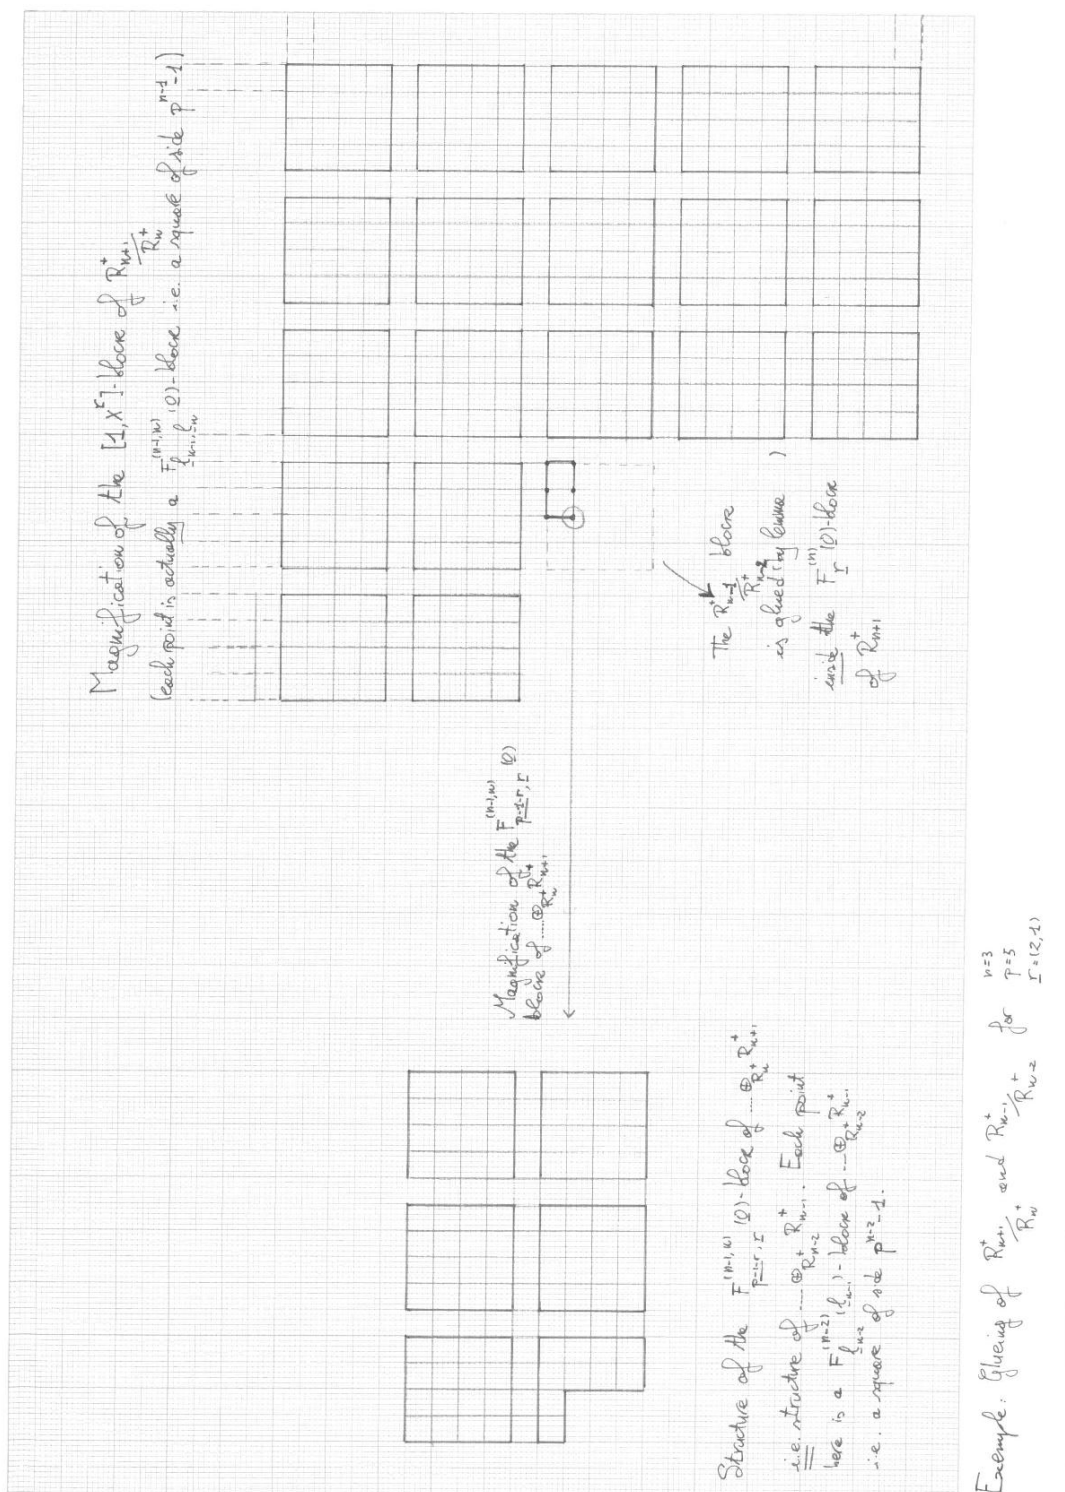 Magnification of the [1, X^r]-block of R^+_{n+1}/R^+_n
(each point is actually a F^{(n-1,n)}_{l_{n-1}, l_n}(0)-block i.e. a square of side p^{n-1}-1)
The R^+_{n-1}/R^+_{n-2} block
is glued (my lemma)
inside the F^{(n)}_r(0)-block
of R^+_{n+1}
Magnification of the F^{(n-1,n)}_{p-1-r, r}(0)
block of ....⊕_{R^+_n} R^+_{n+1}
Structure of the F^{(n-1,n)}_{p-1-r, r}(0)-block of ....⊕_{R^+_n} R^+_{n+1}
i.e. structure of ....⊕_{R^+_{n-2}} R^+_{n-1}. Each point
here is a F^{(n-2)}_{l_{n-2}}(l_{n-1})-block of ...⊕_{R^+_{n-2}} R^+_{n-1}
i.e. a square of side p^{n-2}-1.
Example: Glueing of R^+_{n+1}/R^+_n and R^+_{n-1}/R^+_{n-2} for n=3
p=5
r=(2,1)